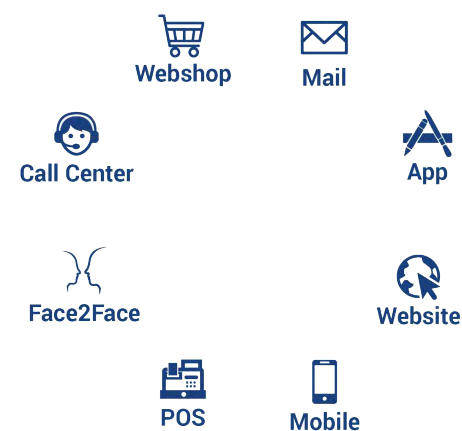 Webshop
Mail
Call Center
App
Face2Face
Website
POS
Mobile